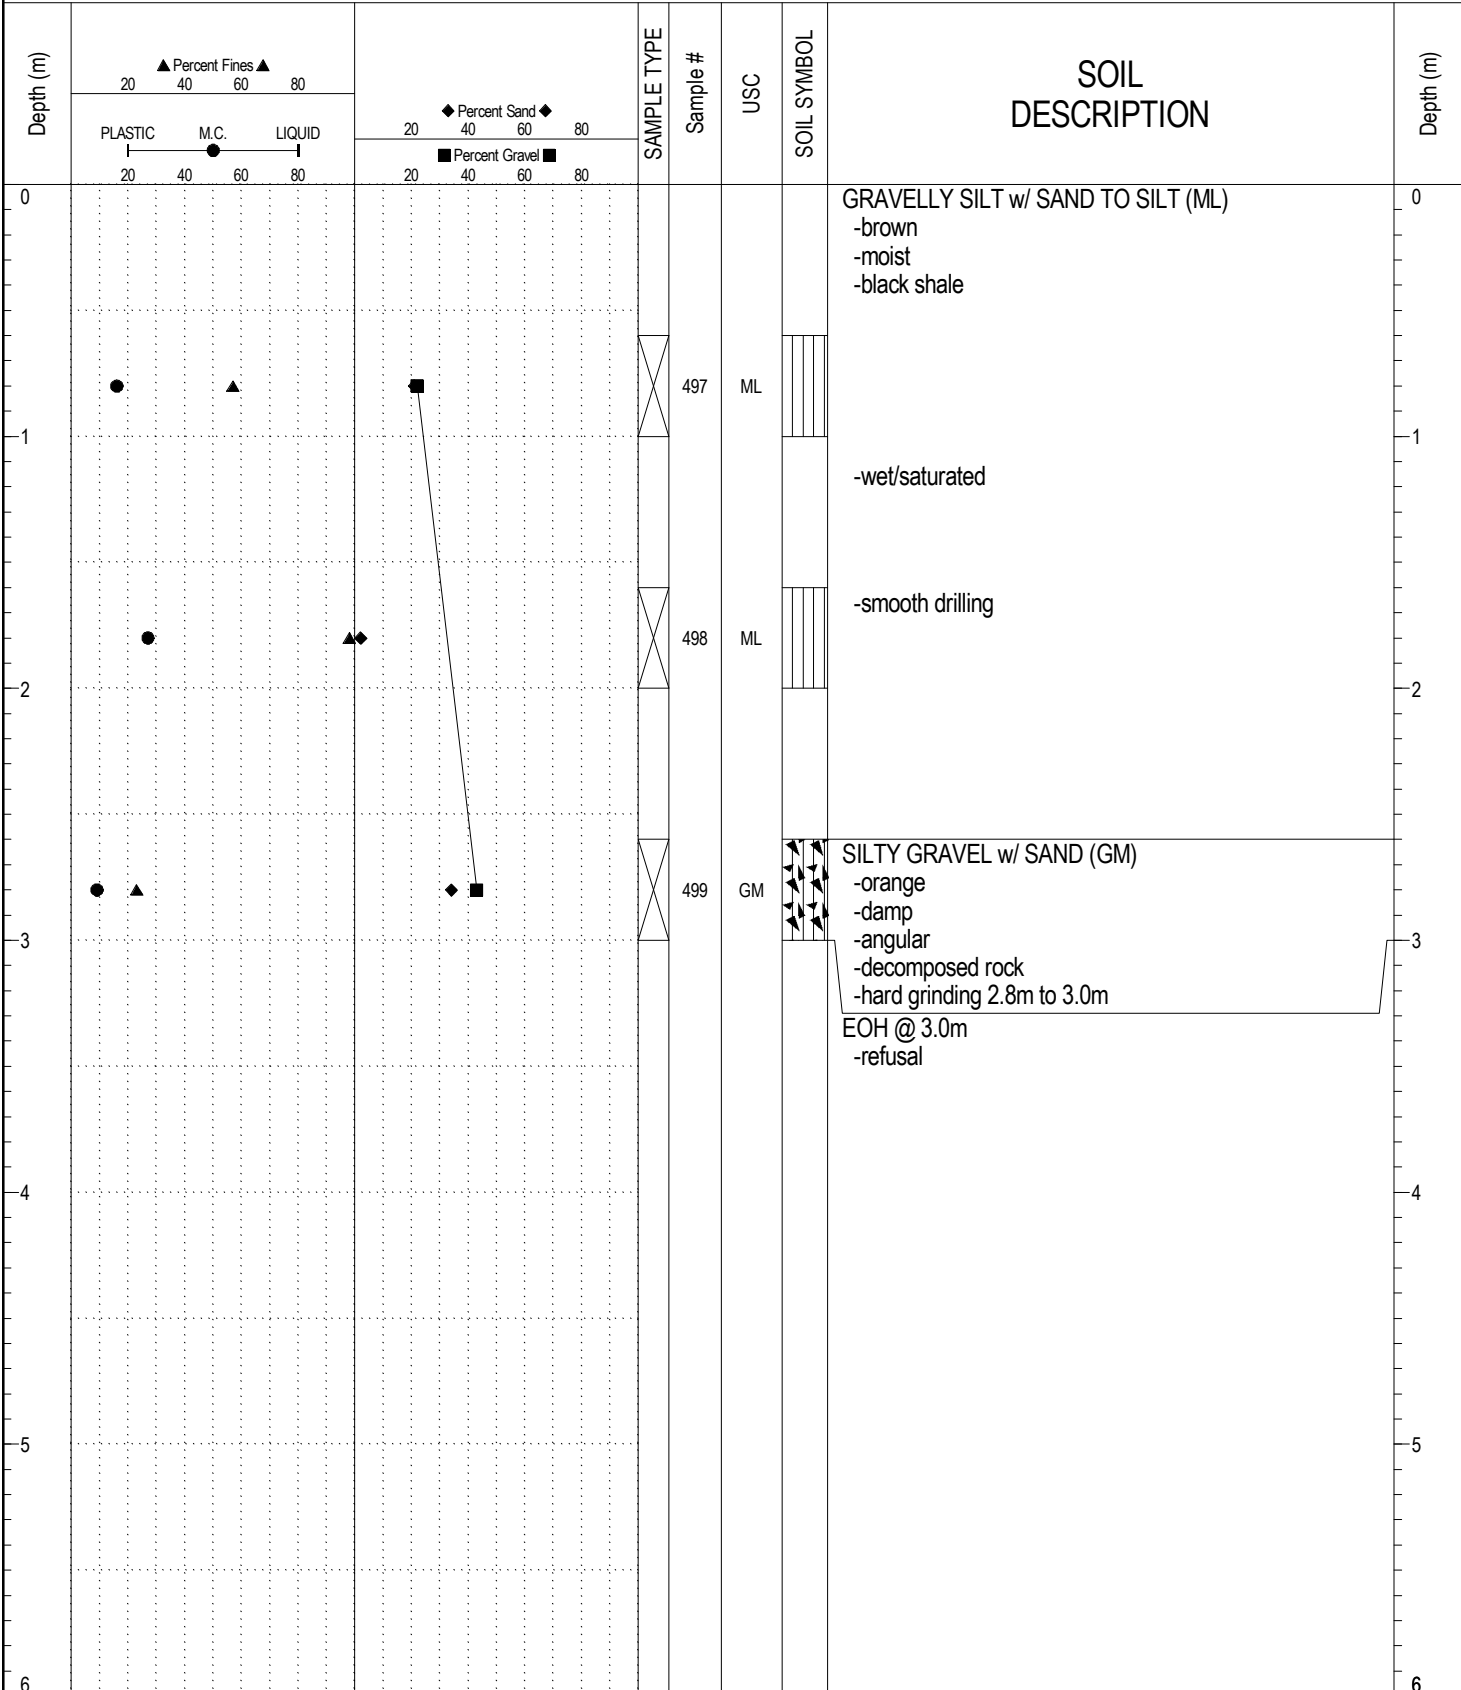 Depth (m)
▲ Percent Fines ▲
20 40 60 80
PLASTIC M.C. LIQUID
20 40 60 80
◆ Percent Sand ◆
20 40 60 80
■ Percent Gravel ■
20 40 60 80
SAMPLE TYPE
Sample #
USC
SOIL SYMBOL
SOIL
DESCRIPTION
Depth (m)
0 0
GRAVELLY SILT w/ SAND TO SILT (ML)
-brown
-moist
-black shale
497 ML
1 1
-wet/saturated
-smooth drilling
498 ML
2 2
SILTY GRAVEL w/ SAND (GM)
-orange
499 GM
-damp
-angular
3 3
-decomposed rock
-hard grinding 2.8m to 3.0m
EOH @ 3.0m
-refusal
4 4
5 5
6 6